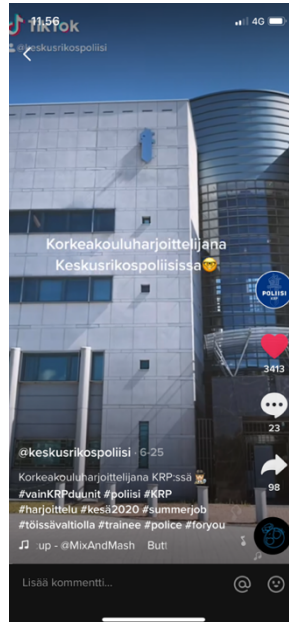 11.56
4G
TikTok
@keskusrikospoliisi
Korkeakouluharjoittelijana
Keskusrikospoliisissa
POLIISI
3413
23
98
@keskusrikospoliisi · 6-25
Korkeakouluharjoittelijana KRP:ssä
#vainKRPduunit #poliisi #KRP
#harjoittelu #kesä2020 #summerjob
#töissävaltiolla #trainee #police #foryou
:up - @MixAndMash Butt
Lisää kommentti...